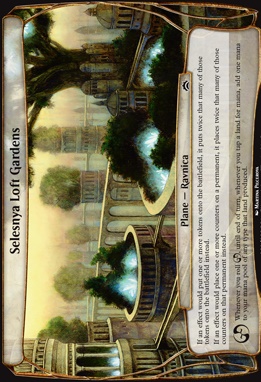 Selesnya Loft Gardens
Plane — Ravnica
If an effect would put one or more tokens onto the battlefield, it puts twice that many of those
tokens onto the battlefield instead.
If an effect would place one or more counters on a permanent, it places twice that many of those
counters on that permanent instead.
Whenever you roll, until end of turn, whenever you tap a land for mana, add one mana
to your mana pool of any type that land produced.
Martina Pilcerova